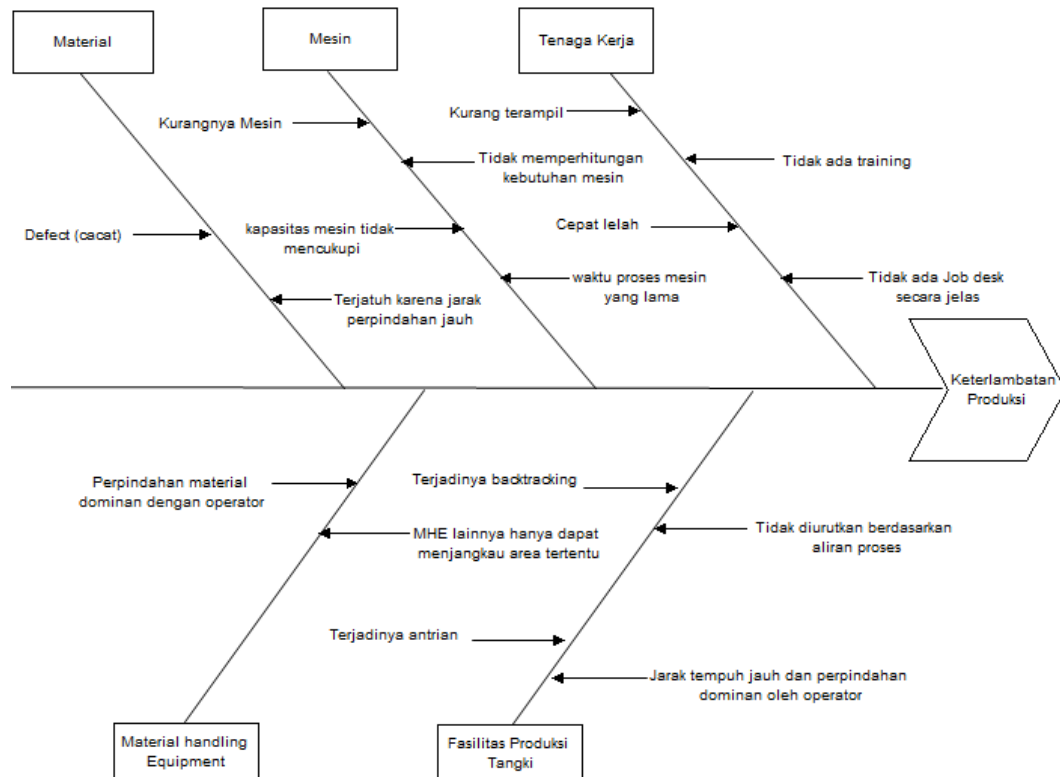 Material
Mesin
Tenaga Kerja
Kurangnya Mesin
Kurang terampil
Tidak memperhitungan
kebutuhan mesin
Tidak ada training
Defect (cacat)
kapasitas mesin tidak
mencukupi
Cepat lelah
Terjatuh karena jarak
perpindahan jauh
waktu proses mesin
yang lama
Tidak ada Job desk
secara jelas
Keterlambatan
Produksi
Perpindahan material
dominan dengan operator
Terjadinya backtracking
MHE lainnya hanya dapat
menjangkau area tertentu
Tidak diurutkan berdasarkan
aliran proses
Terjadinya antrian
Jarak tempuh jauh dan perpindahan
dominan oleh operator
Material handling
Equipment
Fasilitas Produksi
Tangki